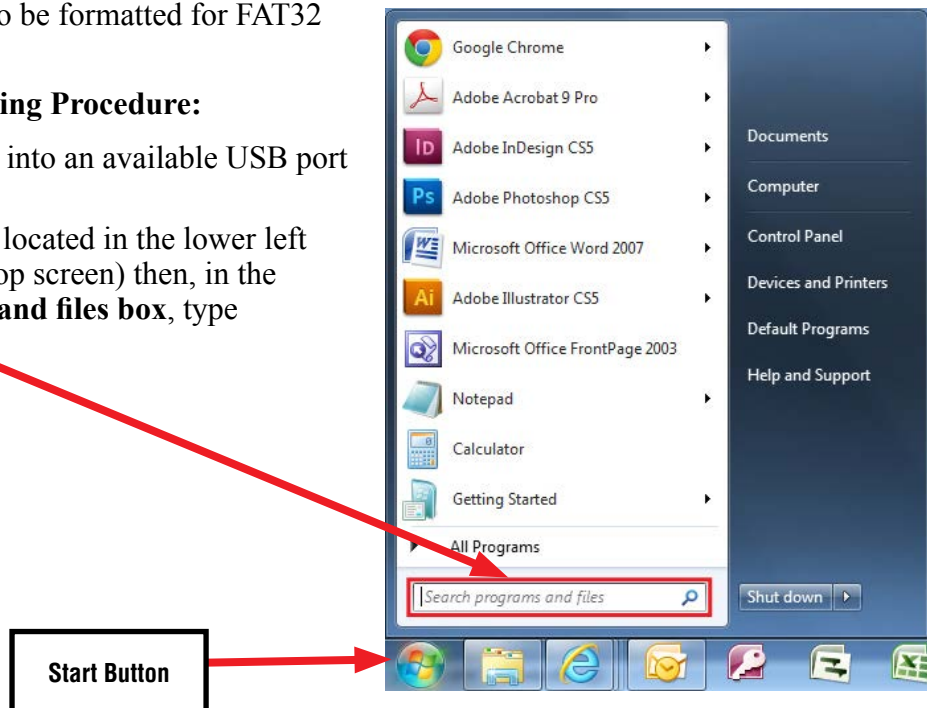 o be formatted for FAT32
ing Procedure:
into an available USB port
located in the lower left
op screen) then, in the
and files box, type
Start Button
Google Chrome
Adobe Acrobat 9 Pro
Adobe InDesign CS5
Adobe Photoshop CS5
Microsoft Office Word 2007
Adobe Illustrator CS5
Microsoft Office FrontPage 2003
Notepad
Calculator
Getting Started
All Programs
Search programs and files
Documents
Computer
Control Panel
Devices and Printers
Default Programs
Help and Support
Shut down
ID
Ps
Ai